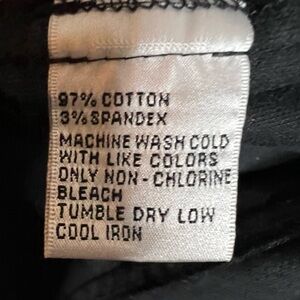 97% COTTON
3% SPANDEX
MACHINE WASH COLD
WITH LIKE COLORS
ONLY NON - CHLORINE
BLEACH
TUMBLE DRY LOW
COOL IRON